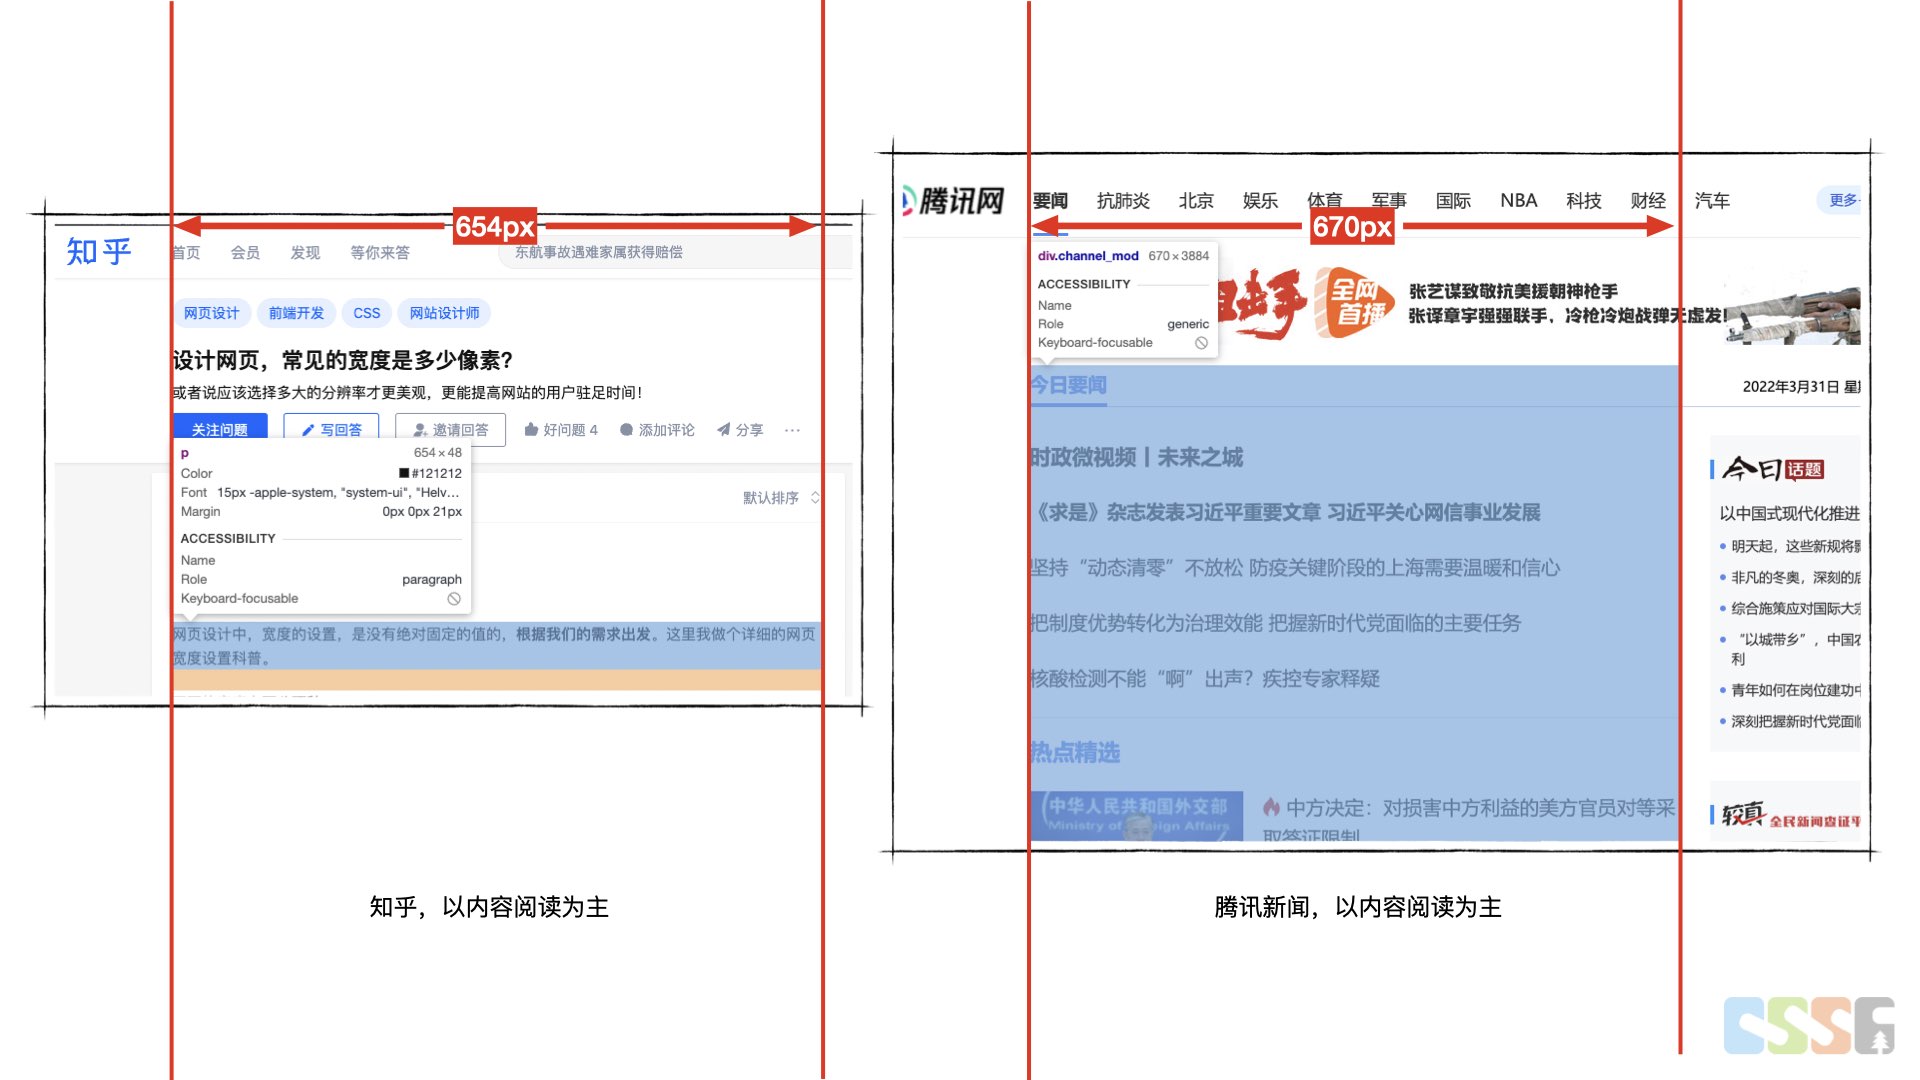 654px
知乎
首页 会员 发现 等你来答
东航事故遇难家属获得赔偿
网页设计 前端开发 CSS 网站设计师
设计网页，常见的宽度是多少像素？
或者说应该选择多大的分辨率才更美观，更能提高网站的用户驻足时间！
关注问题 写回答 邀请回答 好问题 4 添加评论 分享 ···
默认排序
p 654×48
Color #121212
Font 15px -apple-system, "system-ui", "Helv…
Margin 0px 0px 21px
ACCESSIBILITY
Name
Role paragraph
Keyboard-focusable
网页设计中，宽度的设置，是没有绝对固定的值的，根据我们的需求出发。这里我做个详细的网页
宽度设置科普。
知乎，以内容阅读为主
腾讯网
要闻 抗肺炎 北京 娱乐 体育 军事 国际 NBA 科技 财经 汽车 更多
670px
div.channel_mod 670×3884
ACCESSIBILITY
Name
Role generic
Keyboard-focusable
狙击手
全网
首播
张艺谋致敬抗美援朝神枪手
张译章宇强强联手，冷枪冷炮战弹无虚发！
今日要闻
2022年3月31日 星
时政微视频丨未来之城
《求是》杂志发表习近平重要文章 习近平关心网信事业发展
坚持“动态清零”不放松 防疫关键阶段的上海需要温暖和信心
把制度优势转化为治理效能 把握新时代党面临的主要任务
核酸检测不能“啊”出声？疾控专家释疑
热点精选
中华人民共和国外交部
Ministry of Foreign Affairs
中方决定：对损害中方利益的美方官员对等采
取签证限制
今日话题
以中国式现代化推进
明天起，这些新规将影
非凡的冬奥，深刻的启
综合施策应对国际大宗
“以城带乡”，中国农
利
青年如何在岗位建功中
深刻把握新时代党面临
较真 全民新闻查证平
腾讯新闻，以内容阅读为主
CSSG